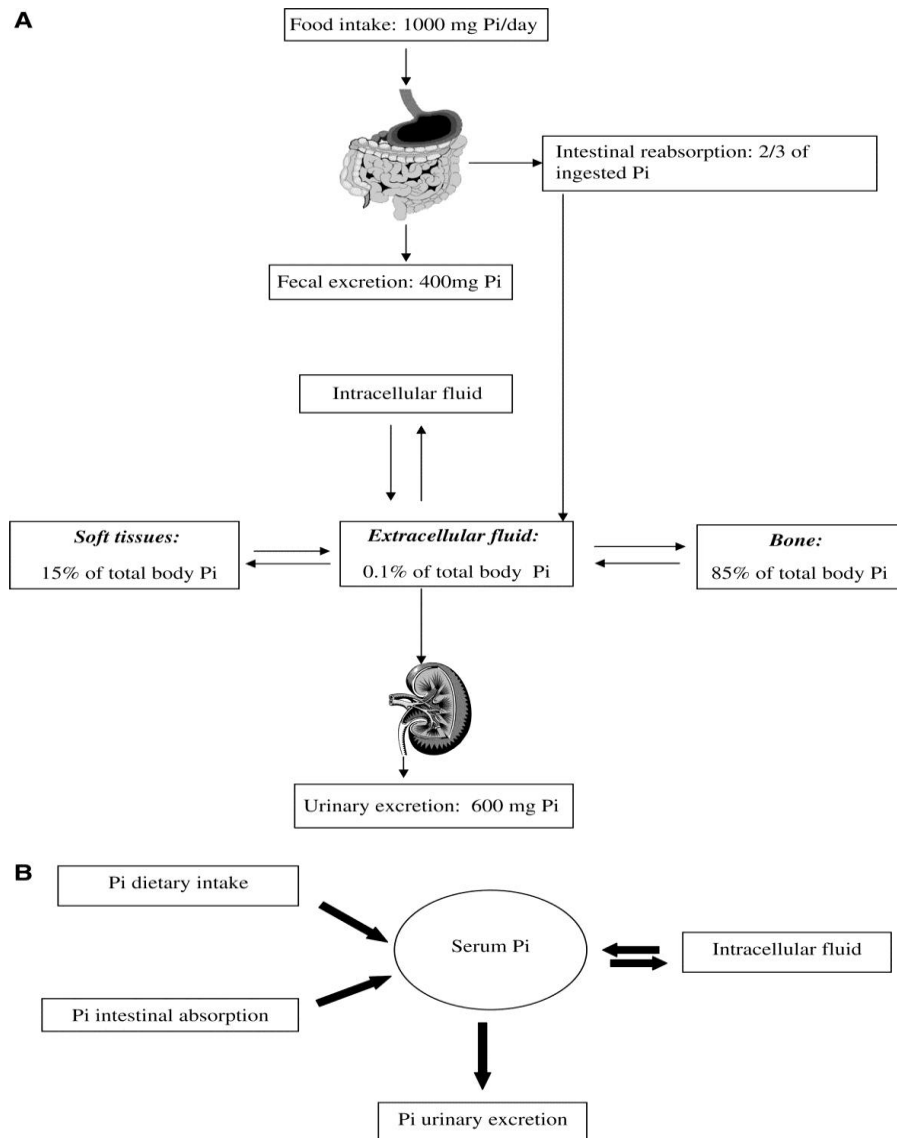 A
Food intake: 1000 mg Pi/day
Intestinal reabsorption: 2/3 of
ingested Pi
Fecal excretion: 400mg Pi
Intracellular fluid
Soft tissues:
15% of total body Pi
Extracellular fluid:
0.1% of total body Pi
Bone:
85% of total body Pi
Urinary excretion: 600 mg Pi
B
Pi dietary intake
Serum Pi
Intracellular fluid
Pi intestinal absorption
Pi urinary excretion